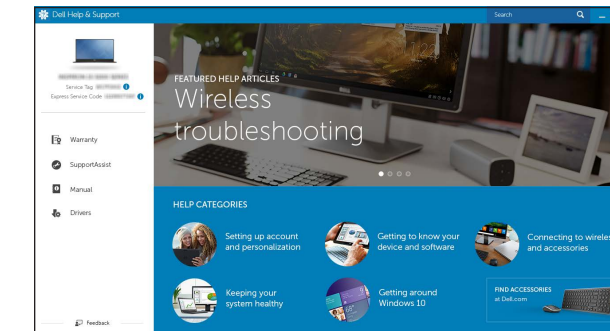 Dell Help & Support
Search
Service Tag
Express Service Code
Warranty
SupportAssist
Manual
Drivers
Feedback
FEATURED HELP ARTICLES
Wireless
troubleshooting
HELP CATEGORIES
Setting up account
and personalization
Getting to know your
device and software
Connecting to wireles
and accessories
Keeping your
system healthy
Getting around
Windows 10
FIND ACCESSORIES
at Dell.com